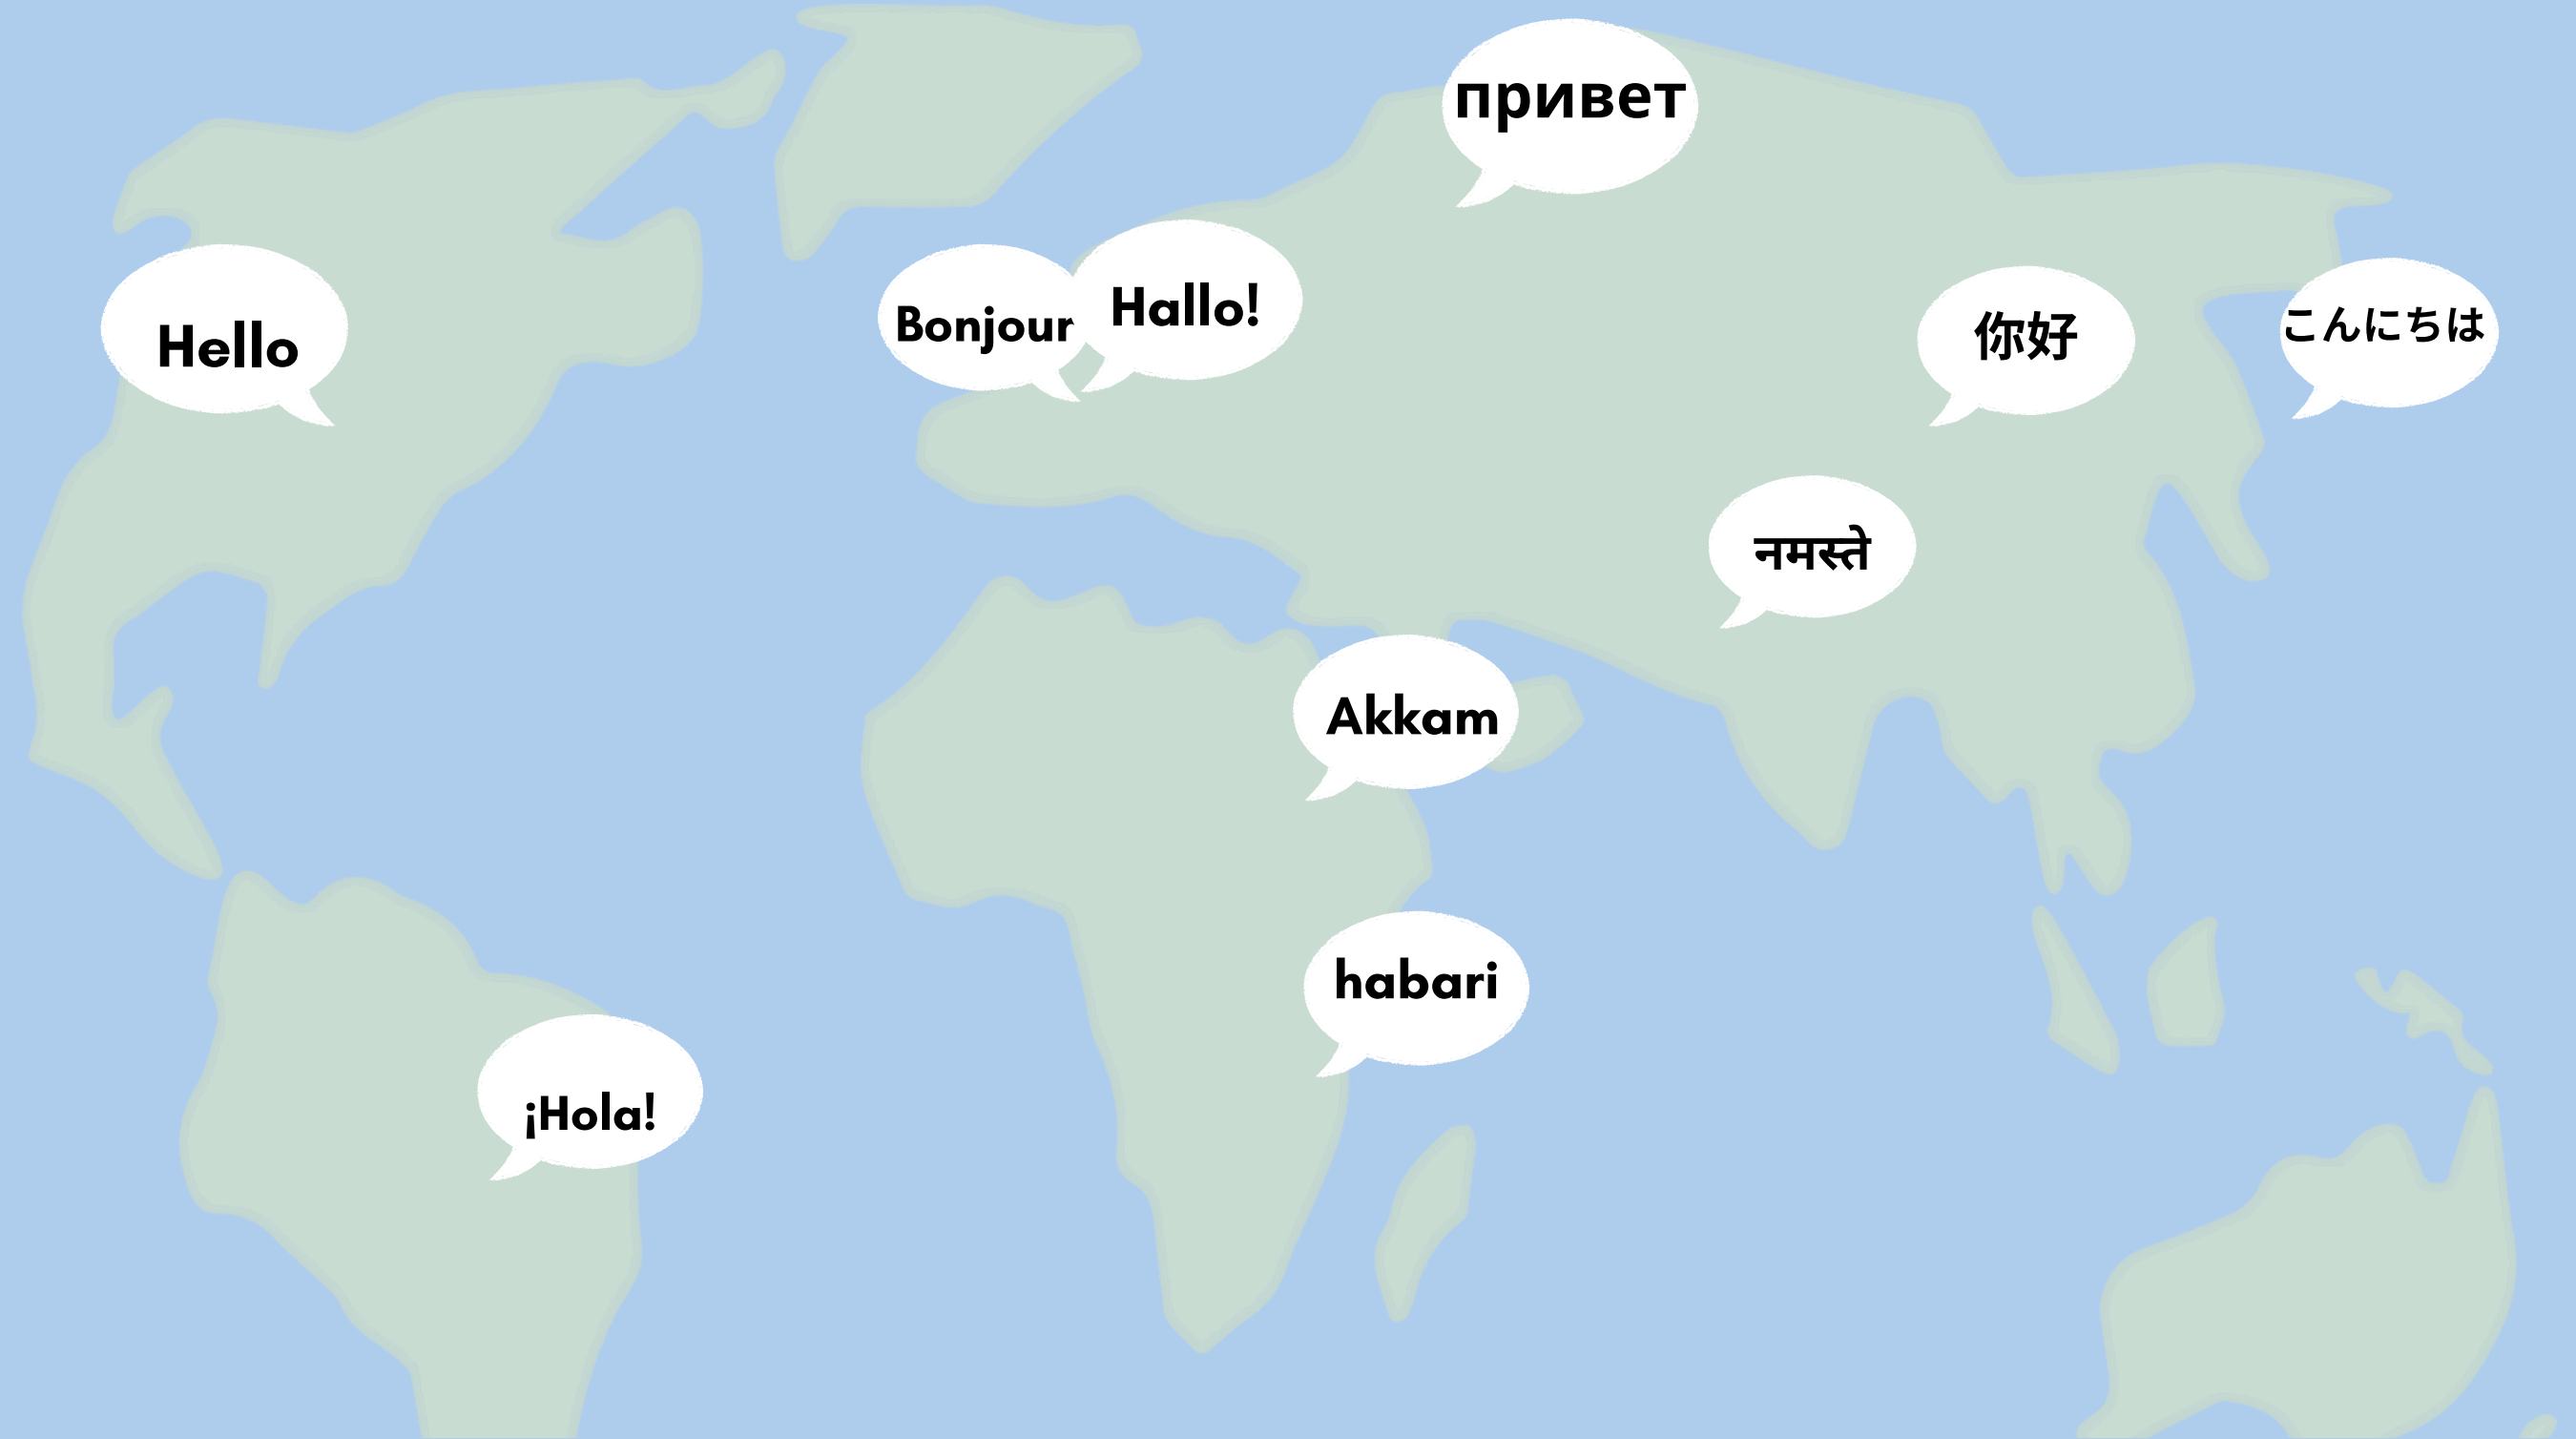 привет
Hello
Bonjour
Hallo!
你好
こんにちは
नमस्ते
Akkam
habari
¡Hola!